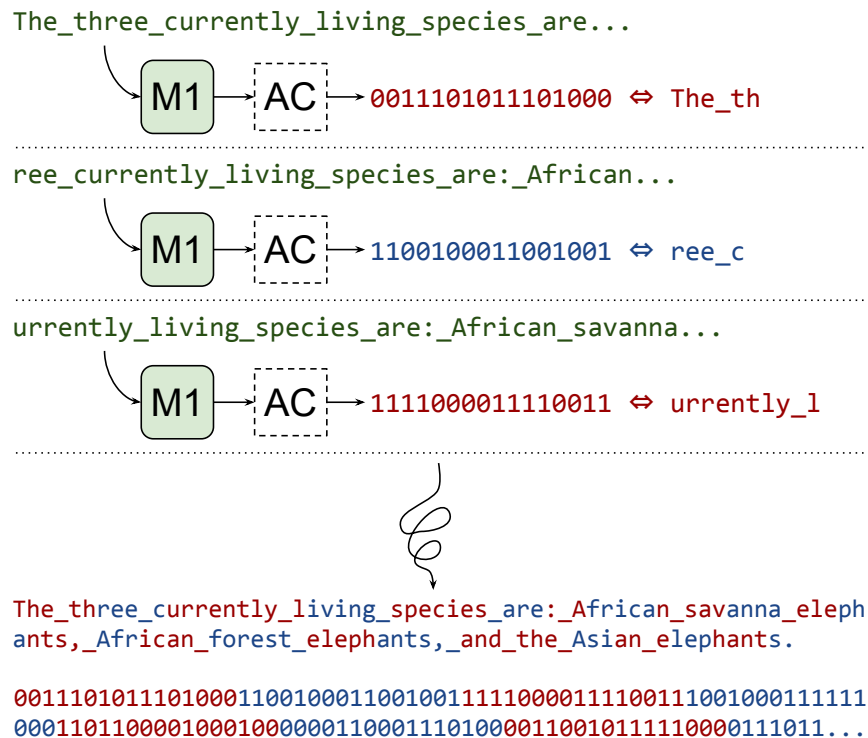 The_three_currently_living_species_are...
M1 AC 0011101011101000 ⇔ The_th
ree_currently_living_species_are:_African...
M1 AC 1100100011001001 ⇔ ree_c
urrently_living_species_are:_African_savanna...
M1 AC 1111000011110011 ⇔ urrently_l
The_three_currently_living_species_are:_African_savanna_eleph
ants,_African_forest_elephants,_and_the_Asian_elephants.
0011101011101000110010001100100111110000111100111001000111111
0001101100001000100000011000111010000110010111110000111011...